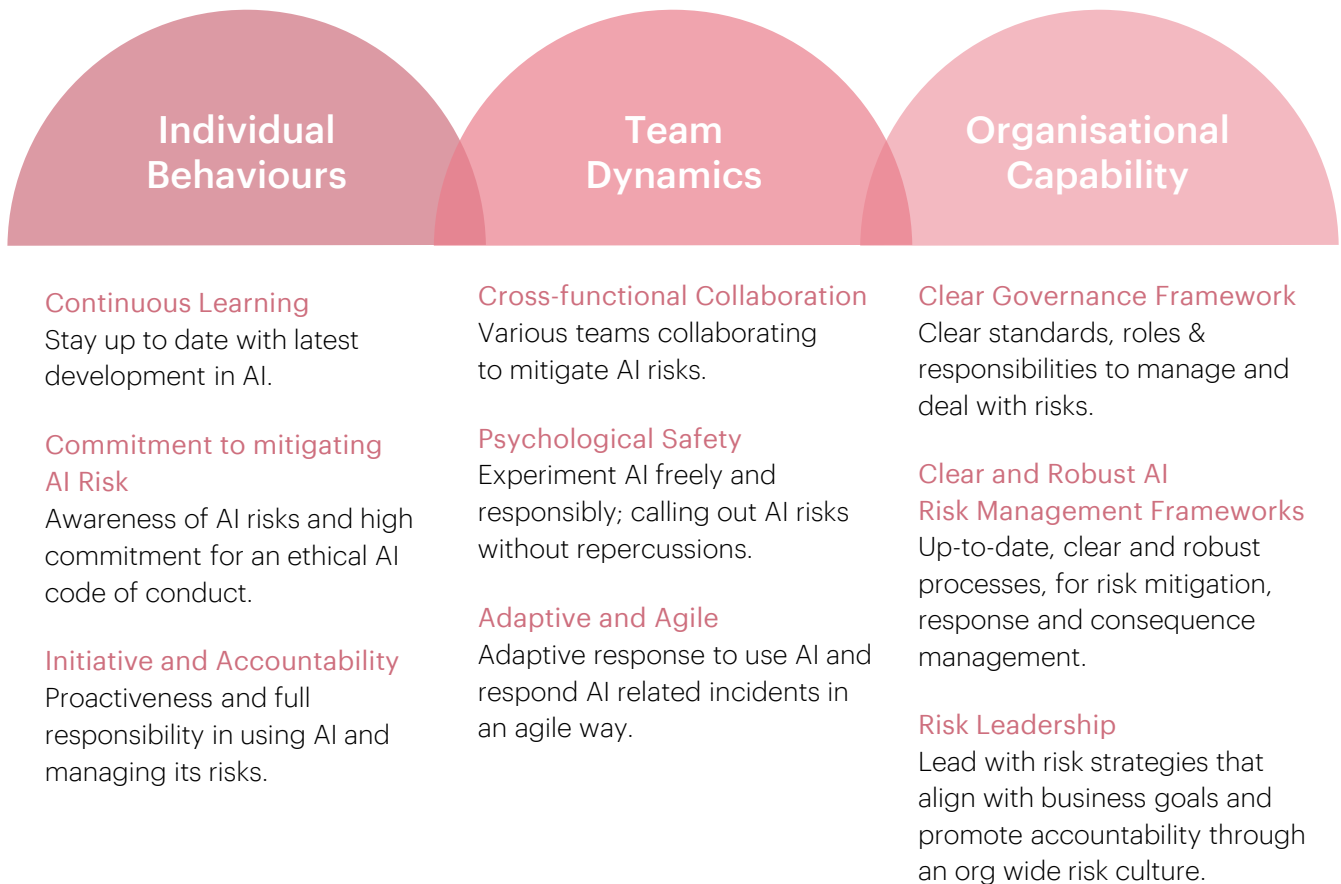 Individual
Behaviours
Team
Dynamics
Organisational
Capability
Continuous Learning
Stay up to date with latest
development in AI.
Commitment to mitigating
AI Risk
Awareness of AI risks and high
commitment for an ethical AI
code of conduct.
Initiative and Accountability
Proactiveness and full
responsibility in using AI and
managing its risks.
Cross-functional Collaboration
Various teams collaborating
to mitigate AI risks.
Psychological Safety
Experiment AI freely and
responsibly; calling out AI risks
without repercussions.
Adaptive and Agile
Adaptive response to use AI and
respond AI related incidents in
an agile way.
Clear Governance Framework
Clear standards, roles &
responsibilities to manage and
deal with risks.
Clear and Robust AI
Risk Management Frameworks
Up-to-date, clear and robust
processes, for risk mitigation,
response and consequence
management.
Risk Leadership
Lead with risk strategies that
align with business goals and
promote accountability through
an org wide risk culture.